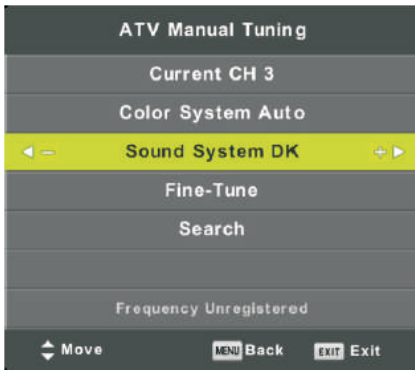 ATV Manual Tuning
Current CH 3
Color System Auto
Sound System DK
Fine-Tune
Search
Frequency Unregistered
Move MENU Back EXIT Exit